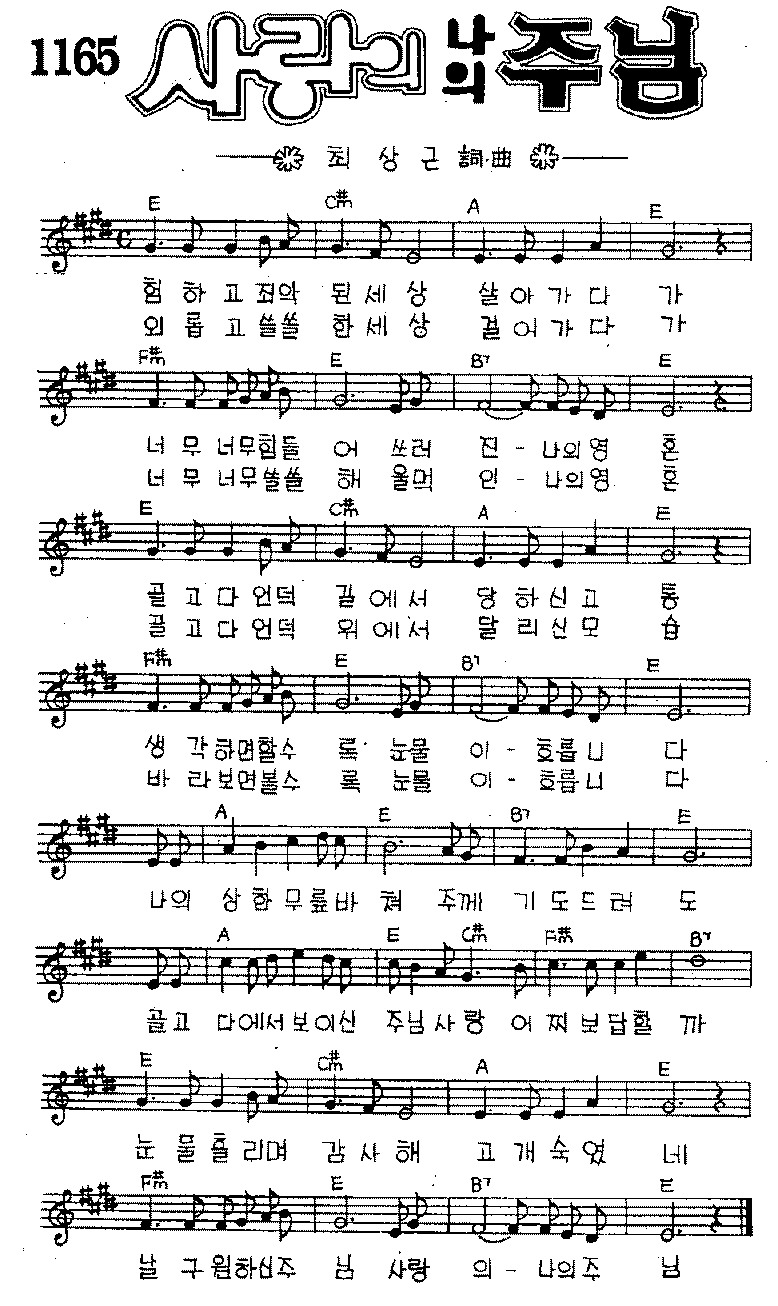 1165 사랑의 나의 주님
최 상 근 詞·曲
E C#m A E
험 하 고 죄악 된 세 상 살 아 가 다 가
외 롭 고 쓸쓸 한 세 상 걸 어 가 다 가
F#m E B7 E
너 무 너무힘들 어 쓰러 진 - 나의영 혼
너 무 너무쓸쓸 해 울먹 인 - 나의영 혼
E C#m A E
골 고 다 언덕 길 에 서 당 하 신 고 통
골 고 다 언덕 위 에 서 달 리 신 모 습
F#m E B7 E
생 각 하면할수 록 눈물 이 - 흐릅니 다
바 라 보면볼수 록 눈물 이 - 흐릅니 다
A E B7 E
나의 상 한 무릎바 쳐 주께 기 도 드 려 도
A E C#m F#m B7
골고 다에서보이신 주님사 랑 어 찌 보답할 까
E C#m A E
눈 물 흘 리며 감 사 해 고 개 숙 였 네
F#m E B7 E
날 구 원하신주 님 사랑 의 - 나의주 님